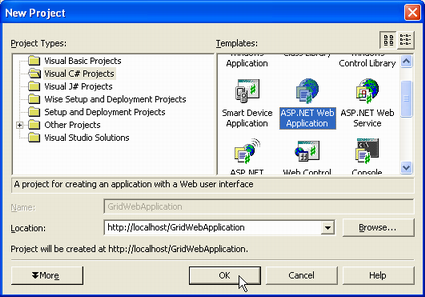 New Project
Project Types:
Templates:
Visual Basic Projects
Visual C# Projects
Visual J# Projects
Wise Setup and Deployment Projects
Setup and Deployment Projects
Other Projects
Visual Studio Solutions
Windows Application
Class Library
Windows Control Library
Smart Device Application
ASP.NET Web Application
ASP.NET Web Service
ASP.NET
Web Control
Console
A project for creating an application with a Web user interface
Name:
GridWebApplication
Location:
http://localhost/GridWebApplication
Browse...
Project will be created at http://localhost/GridWebApplication.
More
OK
Cancel
Help